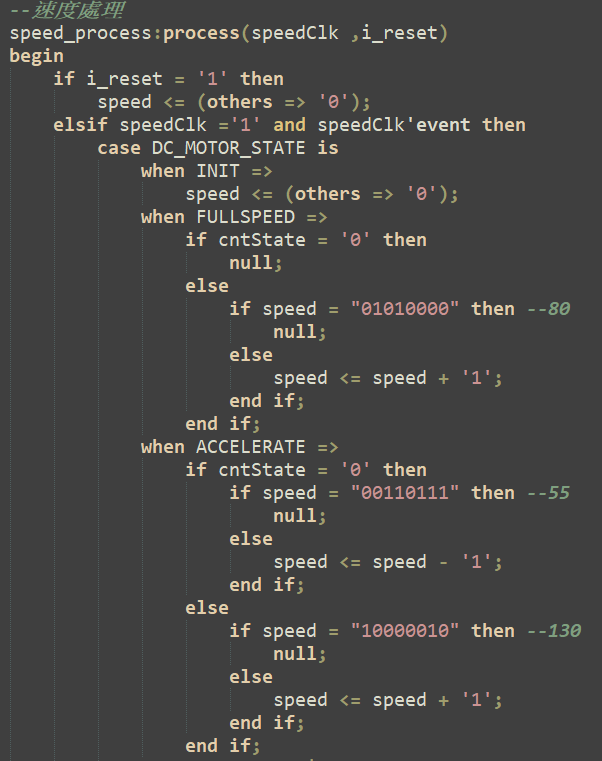 --速度處理
speed_process:process(speedClk ,i_reset)
begin
    if i_reset = '1' then
        speed <= (others => '0');
    elsif speedClk ='1' and speedClk'event then
        case DC_MOTOR_STATE is
            when INIT =>
                speed <= (others => '0');
            when FULLSPEED =>
                if cntState = '0' then
                    null;
                else
                    if speed = "01010000" then --80
                        null;
                    else
                        speed <= speed + '1';
                    end if;
                end if;
            when ACCELERATE =>
                if cntState = '0' then
                    if speed = "00110111" then --55
                        null;
                    else
                        speed <= speed - '1';
                    end if;
                else
                    if speed = "10000010" then --130
                        null;
                    else
                        speed <= speed + '1';
                    end if;
                end if;